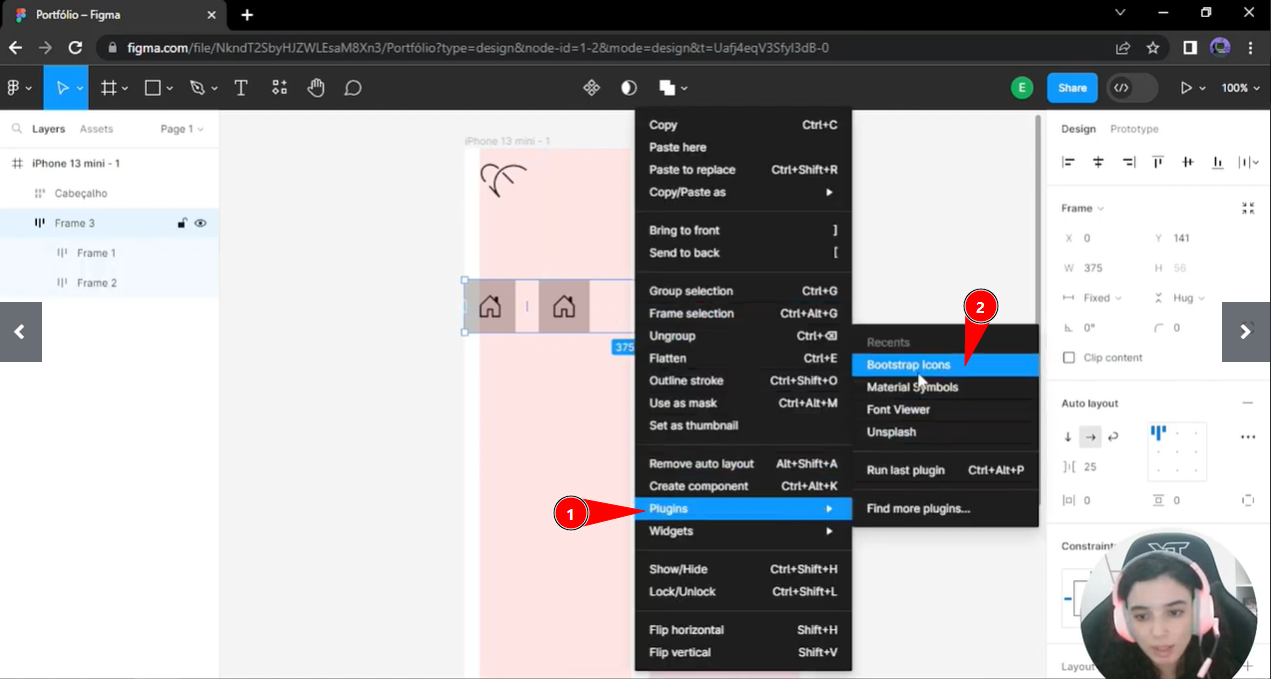 Portfólio – Figma
figma.com/file/NkndT2SbyHJZWLEsaM8Xn3/Portfólio?type=design&node-id=1-2&mode=design&t=Uafj4eqV3SfyI3dB-0
E
Share
100%
Layers
Assets
Page 1
iPhone 13 mini - 1
Cabeçalho
Frame 3
Frame 1
Frame 2
iPhone 13 mini - 1
375
Copy Ctrl+C
Paste here
Paste to replace Ctrl+Shift+R
Copy/Paste as
Bring to front ]
Send to back [
Group selection Ctrl+G
Frame selection Ctrl+Alt+G
Ungroup Ctrl+⌫
Flatten Ctrl+E
Outline stroke Ctrl+Shift+O
Use as mask Ctrl+Alt+M
Set as thumbnail
Remove auto layout Alt+Shift+A
Create component Ctrl+Alt+K
Plugins
Widgets
Show/Hide Ctrl+Shift+H
Lock/Unlock Ctrl+Shift+L
Flip horizontal Shift+H
Flip vertical Shift+V
1
2
Recents
Bootstrap Icons
Material Symbols
Font Viewer
Unsplash
Run last plugin Ctrl+Alt+P
Find more plugins...
Design
Prototype
Frame
X 0 Y 141
W 375 H 56
Fixed Hug
0° 0
Clip content
Auto layout
25
0 0
Constraints
Layout